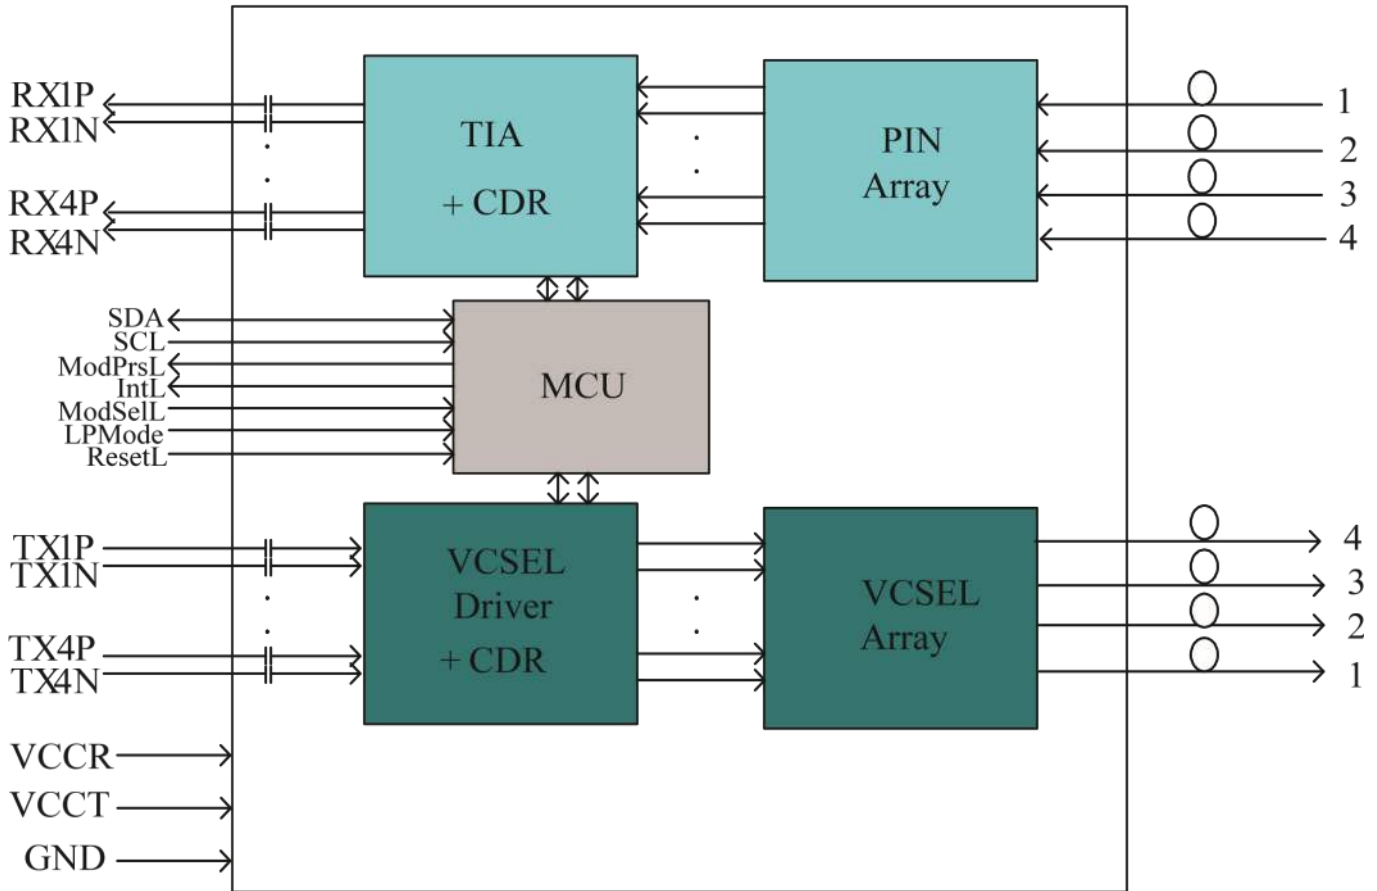 RX1P
RX1N
RX4P
RX4N
TIA
+ CDR
PIN
Array
1
2
3
4
SDA
SCL
ModPrsL
IntL
ModSelL
LPMode
ResetL
MCU
TX1P
TX1N
TX4P
TX4N
VCSEL
Driver
+ CDR
VCSEL
Array
4
3
2
1
VCCR
VCCT
GND